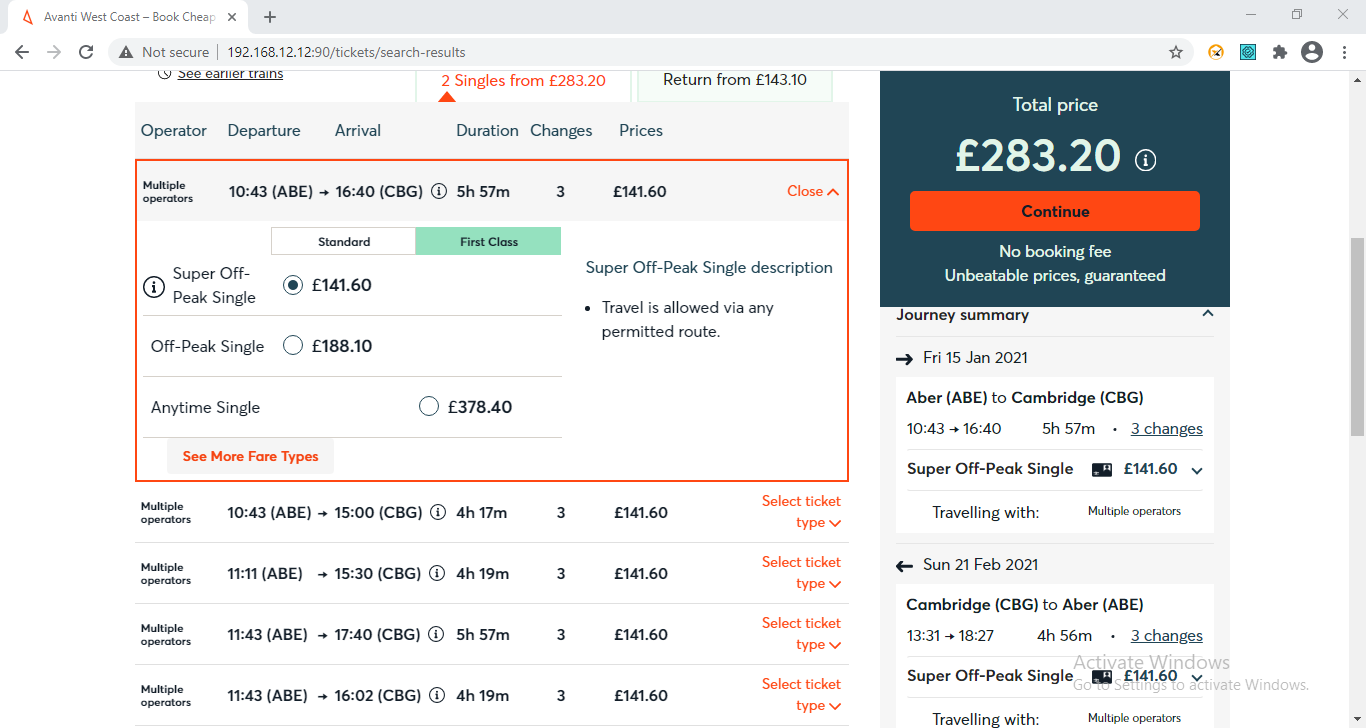 Avanti West Coast – Book Cheap
Not secure | 192.168.12.12:90/tickets/search-results
See earlier trains
2 Singles from £283.20
Return from £143.10
Operator Departure Arrival Duration Changes Prices
Multiple operators 10:43 (ABE) → 16:40 (CBG) 5h 57m 3 £141.60 Close
Standard First Class
Super Off-
Peak Single £141.60
Off-Peak Single £188.10
Anytime Single £378.40
See More Fare Types
Super Off-Peak Single description
• Travel is allowed via any
permitted route.
Multiple operators 10:43 (ABE) → 15:00 (CBG) 4h 17m 3 £141.60 Select ticket type
Multiple operators 11:11 (ABE) → 15:30 (CBG) 4h 19m 3 £141.60 Select ticket type
Multiple operators 11:43 (ABE) → 17:40 (CBG) 5h 57m 3 £141.60 Select ticket type
Multiple operators 11:43 (ABE) → 16:02 (CBG) 4h 19m 3 £141.60 Select ticket type
Total price
£283.20
Continue
No booking fee
Unbeatable prices, guaranteed
Journey summary
→ Fri 15 Jan 2021
Aber (ABE) to Cambridge (CBG)
10:43 → 16:40 5h 57m • 3 changes
Super Off-Peak Single £141.60
Travelling with: Multiple operators
← Sun 21 Feb 2021
Cambridge (CBG) to Aber (ABE)
13:31 → 18:27 4h 56m • 3 changes
Super Off-Peak Single £141.60
Travelling with: Multiple operators
Activate Windows
Go to Settings to activate Windows.